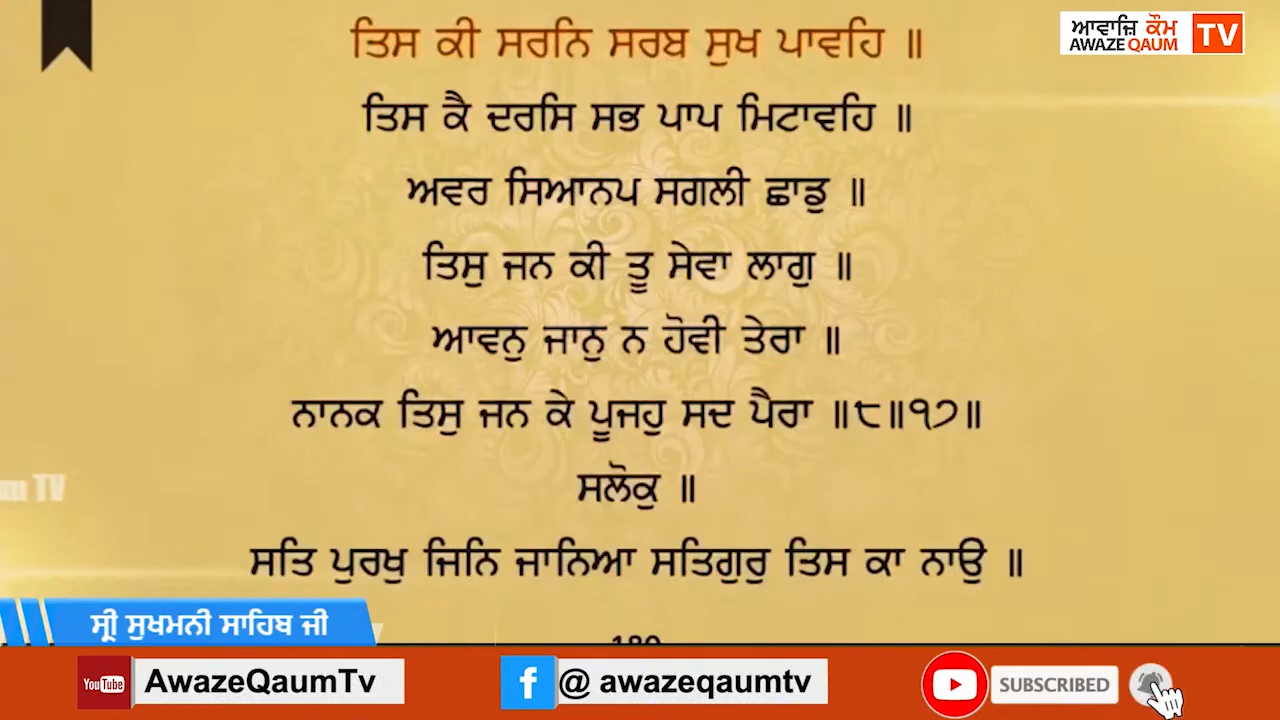 ਤਿਸ ਕੀ ਸਰਨਿ ਸਰਬ ਸੁਖ ਪਾਵਹਿ ॥
ਆਵਾਜ਼ਿ ਕੌਮ
AWAZE QAUM TV
ਤਿਸ ਕੈ ਦਰਸਿ ਸਭ ਪਾਪ ਮਿਟਾਵਹਿ ॥
ਅਵਰ ਸਿਆਨਪ ਸਗਲੀ ਛਾਡੁ ॥
ਤਿਸੁ ਜਨ ਕੀ ਤੂ ਸੇਵਾ ਲਾਗੁ ॥
ਆਵਨੁ ਜਾਨੁ ਨ ਹੋਵੀ ਤੇਰਾ ॥
ਨਾਨਕ ਤਿਸੁ ਜਨ ਕੇ ਪੂਜਹੁ ਸਦ ਪੈਰਾ ॥੮॥੧੭॥
ਸਲੋਕੁ ॥
TV
ਸਤਿ ਪੁਰਖੁ ਜਿਨਿ ਜਾਨਿਆ ਸਤਿਗੁਰੁ ਤਿਸ ਕਾ ਨਾਉ ॥
ਸ੍ਰੀ ਸੁਖਮਨੀ ਸਾਹਿਬ ਜੀ
YouTube AwazeQaumTv
f @ awazeqaumtv
SUBSCRIBED